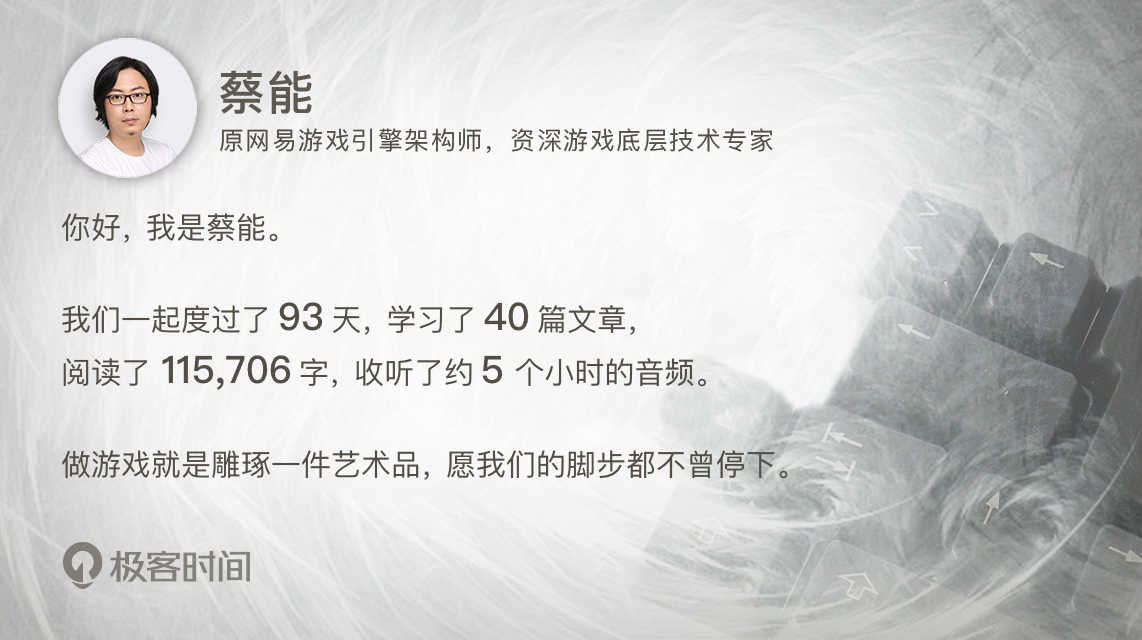 蔡能
原网易游戏引擎架构师，资深游戏底层技术专家
你好，我是蔡能。
我们一起度过了 93 天，学习了 40 篇文章，
阅读了 115,706 字，收听了约 5 个小时的音频。
做游戏就是雕琢一件艺术品，愿我们的脚步都不曾停下。
极客时间